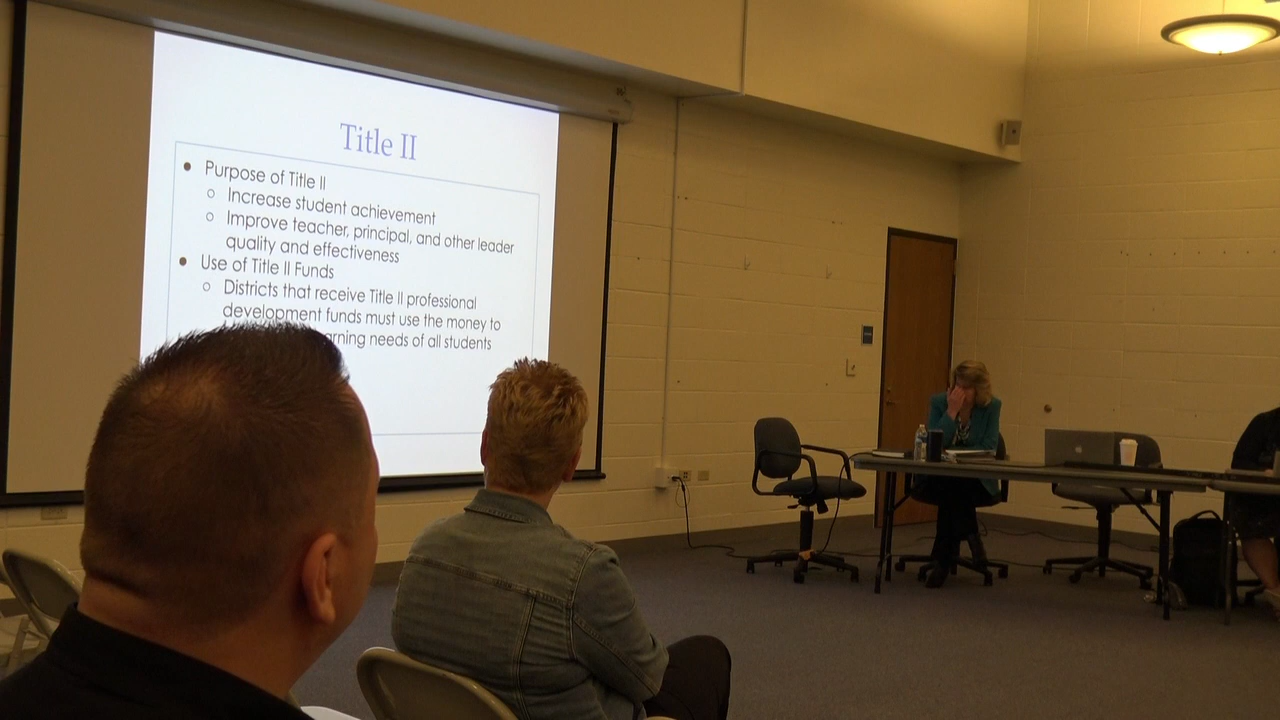 Title II
Purpose of Title II
Increase student achievement
Improve teacher, principal, and other leader
quality and effectiveness
Use of Title II Funds
Districts that receive Title II professional
development funds must use the money to
needs of all students